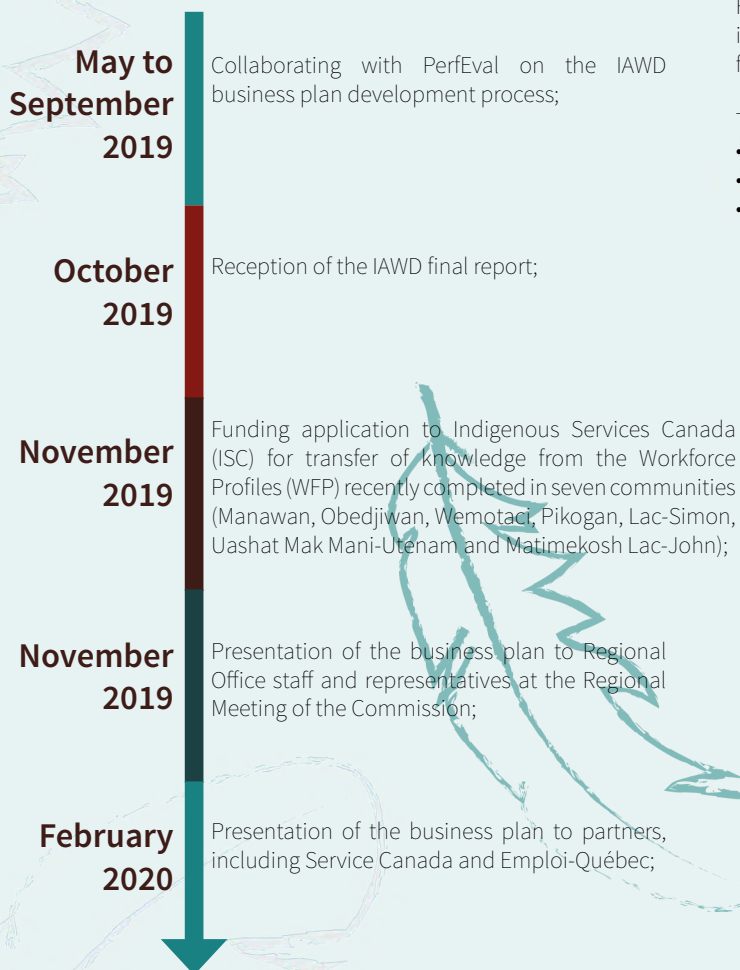 May to
September
2019
Collaborating with PerfEval on the IAWD
business plan development process;
October
2019
Reception of the IAWD final report;
November
2019
Funding application to Indigenous Services Canada
(ISC) for transfer of knowledge from the Workforce
Profiles (WFP) recently completed in seven communities
(Manawan, Obedjiwan, Wemotaci, Pikogan, Lac-Simon,
Uashat Mak Mani-Utenam and Matimekosh Lac-John);
November
2019
Presentation of the business plan to Regional
Office staff and representatives at the Regional
Meeting of the Commission;
February
2020
Presentation of the business plan to partners,
including Service Canada and Emploi-Québec;